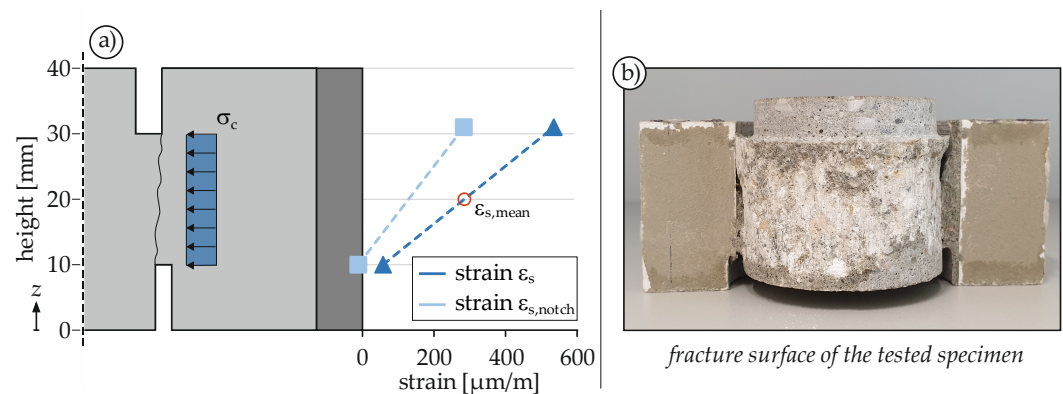 a)
40
30
20
10
0
height [mm]
z
σc
εs,mean
strain εs
strain εs,notch
0
200
400
600
strain [µm/m]
b)
fracture surface of the tested specimen